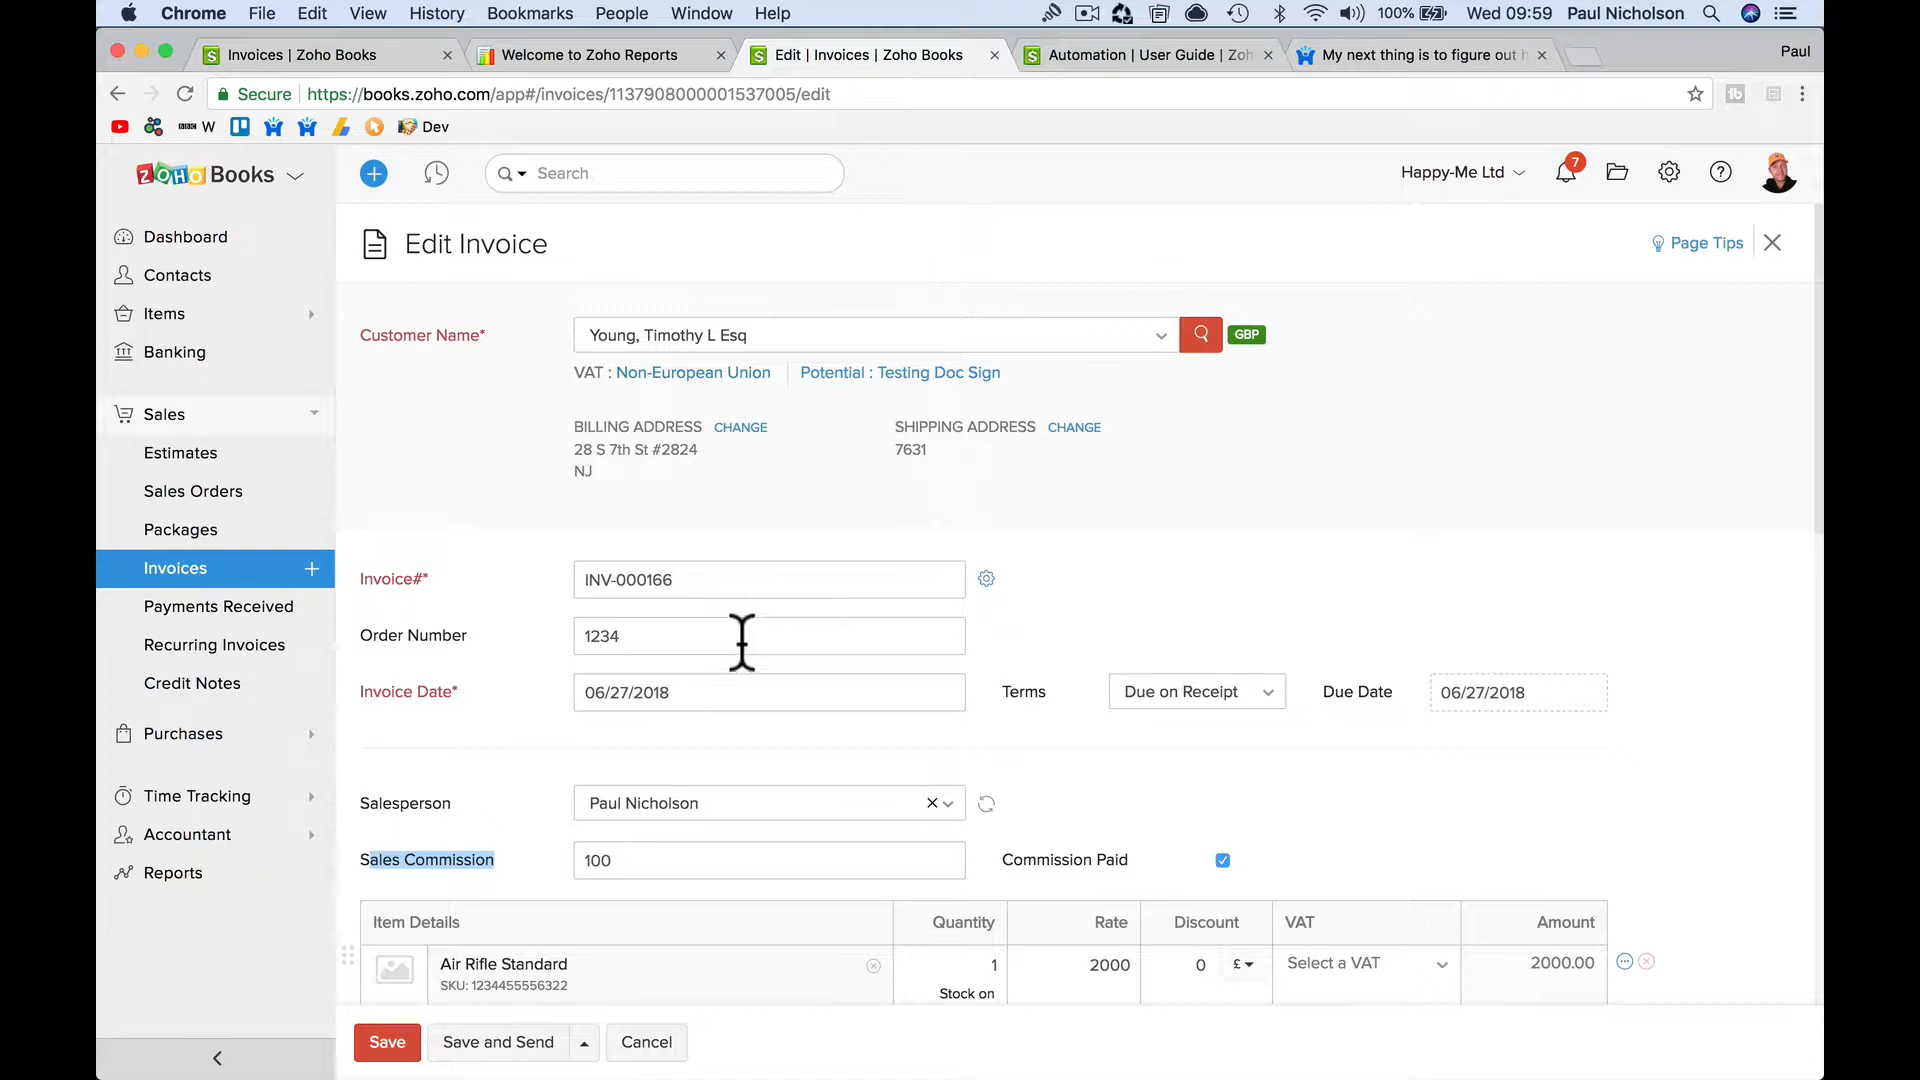 Chrome File Edit View History Bookmarks People Window Help 100% Wed 09:59 Paul Nicholson
Invoices | Zoho Books Welcome to Zoho Reports Edit | Invoices | Zoho Books Automation | User Guide | Zoh My next thing is to figure out h Paul
Secure https://books.zoho.com/app#/invoices/1137908000001537005/edit
BBC W Dev
ZOHO Books Search Happy-Me Ltd 7
Dashboard
Contacts
Items
Banking
Sales
Estimates
Sales Orders
Packages
Invoices +
Payments Received
Recurring Invoices
Credit Notes
Purchases
Time Tracking
Accountant
Reports
Edit Invoice Page Tips
Customer Name* Young, Timothy L Esq GBP
VAT : Non-European Union Potential : Testing Doc Sign
BILLING ADDRESS CHANGE SHIPPING ADDRESS CHANGE
28 S 7th St #2824 7631
NJ
Invoice#* INV-000166
Order Number 1234
Invoice Date* 06/27/2018 Terms Due on Receipt Due Date 06/27/2018
Salesperson Paul Nicholson
Sales Commission 100 Commission Paid
Item Details Quantity Rate Discount VAT Amount
Air Rifle Standard 1 2000 0 £ Select a VAT 2000.00
SKU: 1234455556322 Stock on
Save Save and Send Cancel